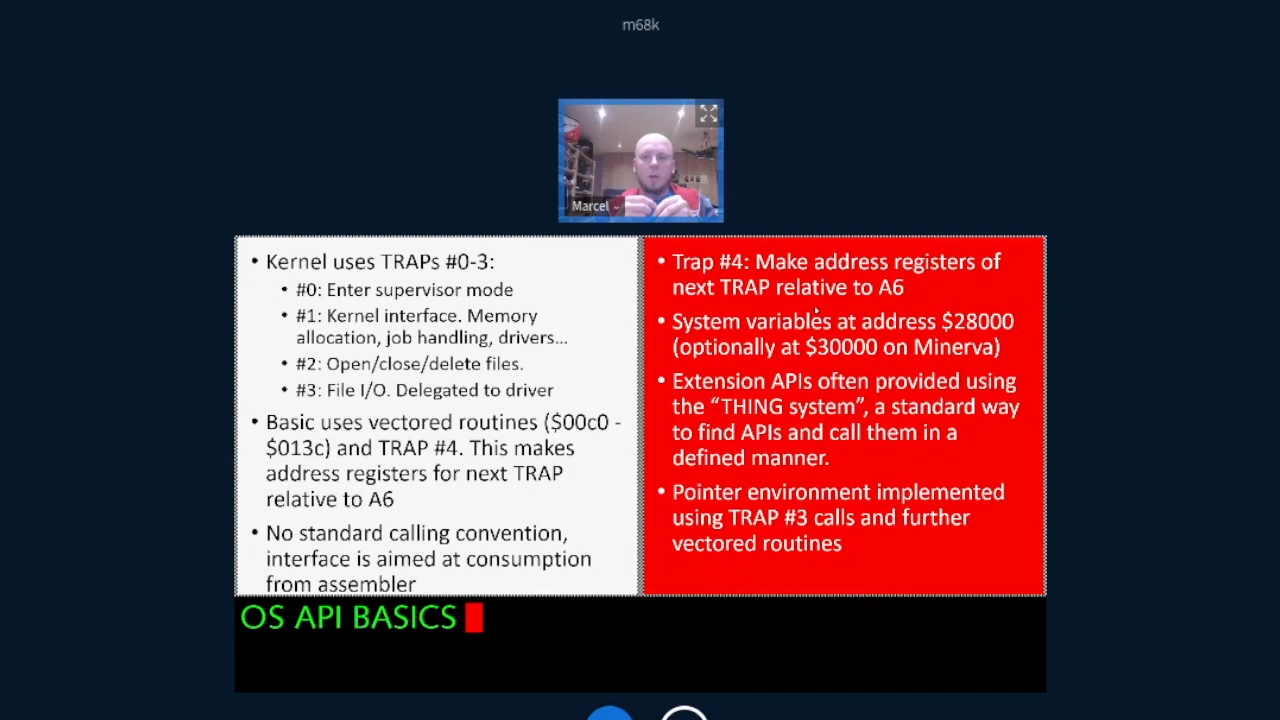 m68k
Marcel
• Kernel uses TRAPs #0-3:
• #0: Enter supervisor mode
• #1: Kernel interface. Memory
allocation, job handling, drivers...
• #2: Open/close/delete files.
• #3: File I/O. Delegated to driver
• Basic uses vectored routines ($00c0 -
$013c) and TRAP #4. This makes
address registers for next TRAP
relative to A6
• No standard calling convention,
interface is aimed at consumption
from assembler
• Trap #4: Make address registers of
next TRAP relative to A6
• System variables at address $28000
(optionally at $30000 on Minerva)
• Extension APIs often provided using
the “THING system”, a standard way
to find APIs and call them in a
defined manner.
• Pointer environment implemented
using TRAP #3 calls and further
vectored routines
OS API BASICS